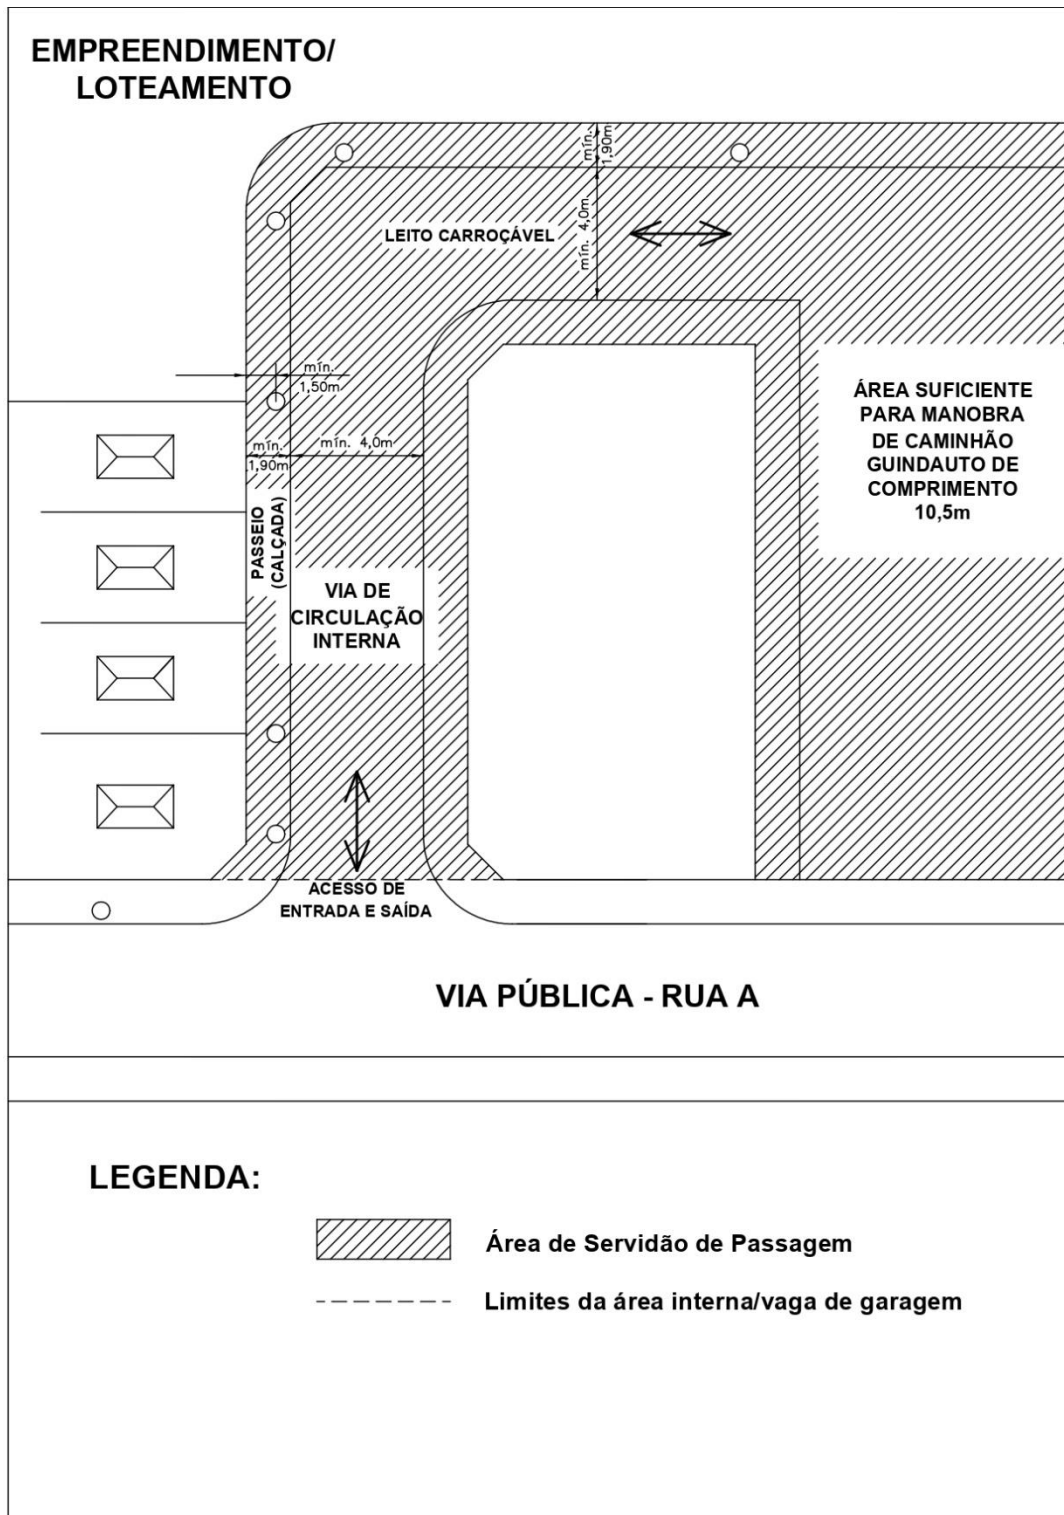 EMPREENDIMENTO/
LOTEAMENTO
mín.
1,90m
LEITO CARROÇÁVEL
mín. 4,0m
mín.
1,50m
mín.
1,90m
mín. 4,0m
ÁREA SUFICIENTE
PARA MANOBRA
DE CAMINHÃO
GUINDAUTO DE
COMPRIMENTO
10,5m
PASSEIO
(CALÇADA)
VIA DE
CIRCULAÇÃO
INTERNA
ACESSO DE
ENTRADA E SAÍDA
VIA PÚBLICA - RUA A
LEGENDA:
Área de Servidão de Passagem
Limites da área interna/vaga de garagem